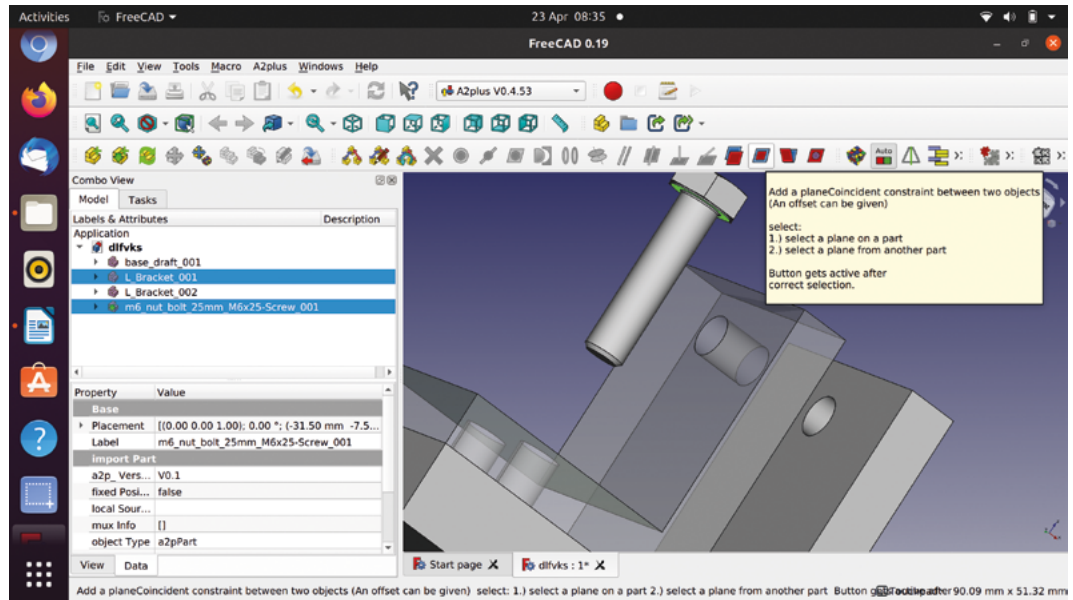 Activities FreeCAD 23 Apr 08:35
FreeCAD 0.19
File Edit View Tools Macro A2plus Windows Help
A2plus V0.4.53
Auto
Combo View
Model Tasks
Labels & Attributes Description
Application
dlfvks
base_draft_001
L_Bracket_001
L_Bracket_002
m6_nut_bolt_25mm_M6x25-Screw_001
Property Value
Base
Placement [(0.00 0.00 1.00); 0.00 °; (-31.50 mm -7.5...
Label m6_nut_bolt_25mm_M6x25-Screw_001
import Part
a2p_Vers... V0.1
fixed Posi... false
local Sour...
mux Info []
object Type a2pPart
View Data
Add a planeCoincident constraint between two objects
(An offset can be given)
select:
1.) select a plane on a part
2.) select a plane from another part
Button gets active after
correct selection.
Start page dlfvks : 1*
Add a planeCoincident constraint between two objects (An offset can be given) select: 1.) select a plane on a part 2.) select a plane from another part Button 90.09 mm x 51.32 mm